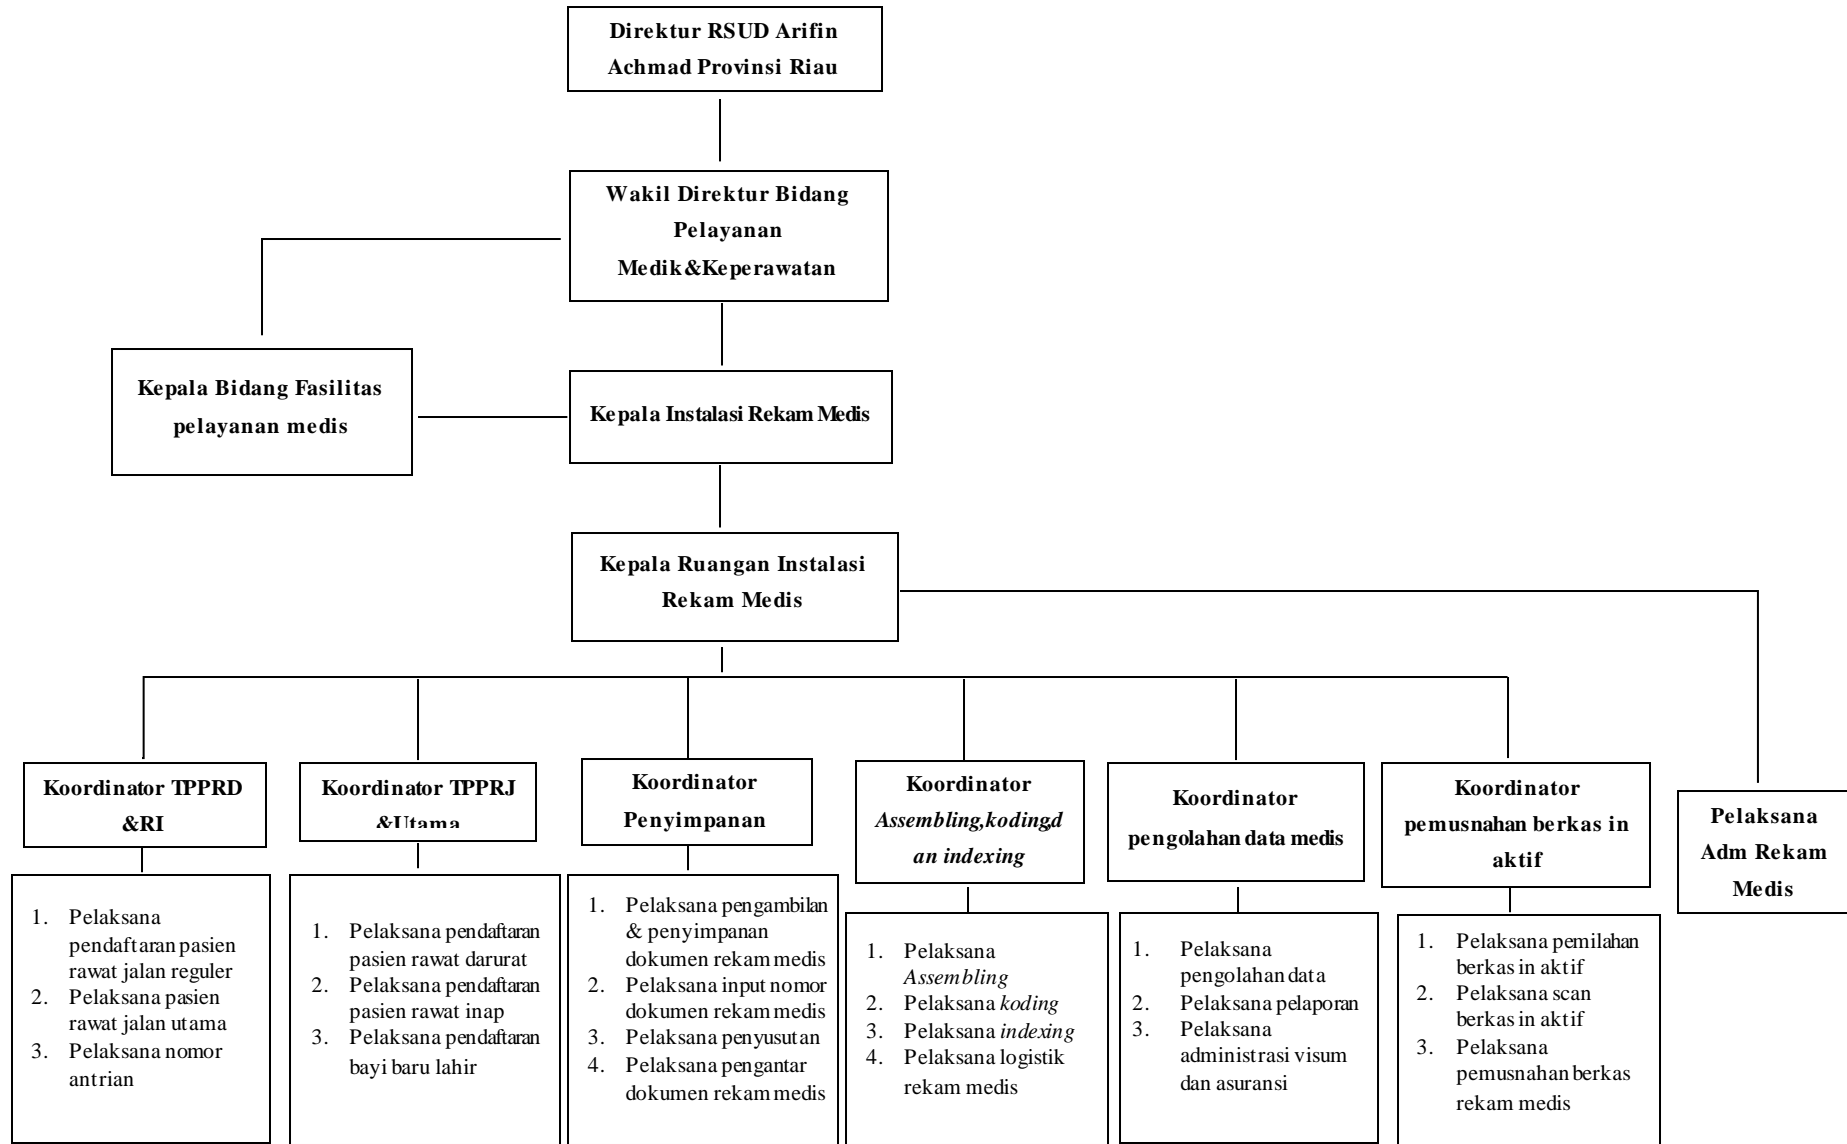 Direktur RSUD Arifin
Achmad Provinsi Riau
Wakil Direktur Bidang
Pelayanan
Medik&Keperawatan
Kepala Bidang Fasilitas
pelayanan medis
Kepala Instalasi Rekam Medis
Kepala Ruangan Instalasi
Rekam Medis
Koordinator TPPRD
&RI
Koordinator TPPRJ
&Utama
Koordinator
Penyimpanan
Koordinator
Assembling,koding,d
an indexing
Koordinator
pengolahan data medis
Koordinator
pemusnahan berkas in
aktif
Pelaksana
Adm Rekam
Medis
1. Pelaksana
pendaftaran pasien
rawat jalan reguler
2. Pelaksana pasien
rawat jalan utama
3. Pelaksana nomor
antrian
1. Pelaksana pendaftaran
pasien rawat darurat
2. Pelaksana pendaftaran
pasien rawat inap
3. Pelaksana pendaftaran
bayi baru lahir
1. Pelaksana pengambilan
& penyimpanan
dokumen rekam medis
2. Pelaksana input nomor
dokumen rekam medis
3. Pelaksana penyusutan
4. Pelaksana pengantar
dokumen rekam medis
1. Pelaksana
Assembling
2. Pelaksana koding
3. Pelaksana indexing
4. Pelaksana logistik
rekam medis
1. Pelaksana
pengolahan data
2. Pelaksana pelaporan
3. Pelaksana
administrasi visum
dan asuransi
1. Pelaksana pemilahan
berkas in aktif
2. Pelaksana scan
berkas in aktif
3. Pelaksana
pemusnahan berkas
rekam medis